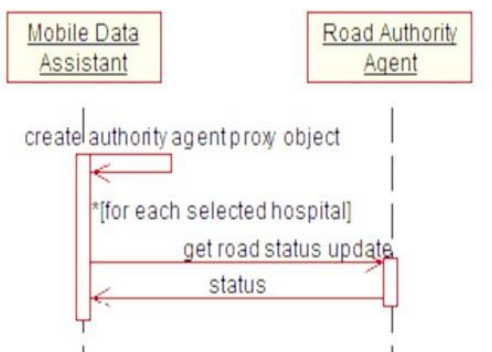 Mobile Data
Assistant
Road Authority
Agent
create authority agent proxy object
*[for each selected hospital]
get road status update
status